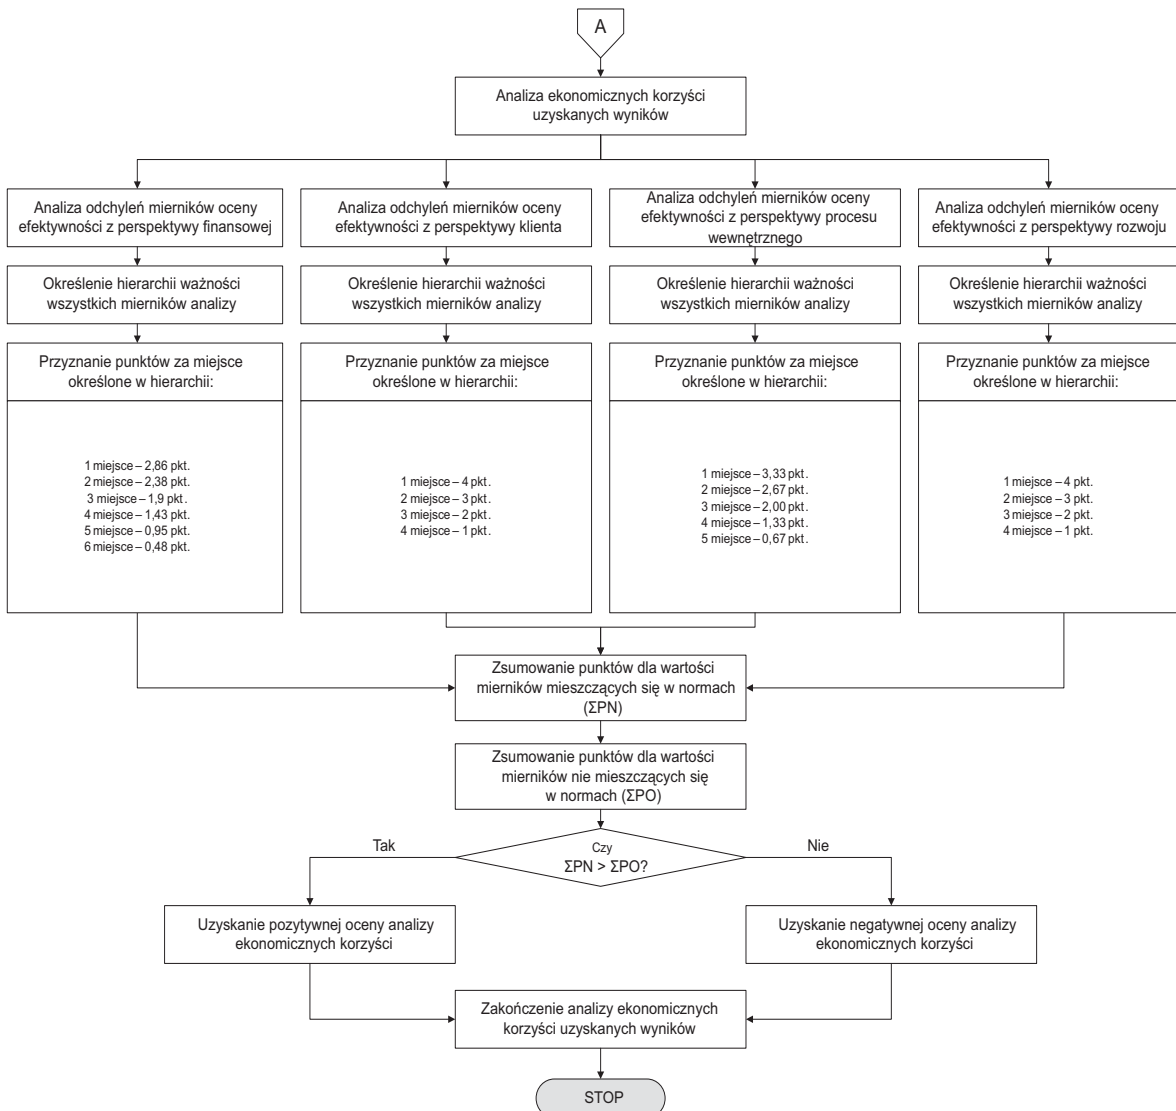 A
Analiza ekonomicznych korzyści
uzyskanych wyników
Analiza odchyleń mierników oceny
efektywności z perspektywy finansowej
Analiza odchyleń mierników oceny
efektywności z perspektywy klienta
Analiza odchyleń mierników oceny
efektywności z perspektywy procesu
wewnętrznego
Analiza odchyleń mierników oceny
efektywności z perspektywy rozwoju
Określenie hierarchii ważności
wszystkich mierników analizy
Określenie hierarchii ważności
wszystkich mierników analizy
Określenie hierarchii ważności
wszystkich mierników analizy
Określenie hierarchii ważności
wszystkich mierników analizy
Przyznanie punktów za miejsce
określone w hierarchii:
1 miejsce – 2,86 pkt.
2 miejsce – 2,38 pkt.
3 miejsce – 1,9 pkt.
4 miejsce – 1,43 pkt.
5 miejsce – 0,95 pkt.
6 miejsce – 0,48 pkt.
Przyznanie punktów za miejsce
określone w hierarchii:
1 miejsce – 4 pkt.
2 miejsce – 3 pkt.
3 miejsce – 2 pkt.
4 miejsce – 1 pkt.
Przyznanie punktów za miejsce
określone w hierarchii:
1 miejsce – 3,33 pkt.
2 miejsce – 2,67 pkt.
3 miejsce – 2,00 pkt.
4 miejsce – 1,33 pkt.
5 miejsce – 0,67 pkt.
Przyznanie punktów za miejsce
określone w hierarchii:
1 miejsce – 4 pkt.
2 miejsce – 3 pkt.
3 miejsce – 2 pkt.
4 miejsce – 1 pkt.
Zsumowanie punktów dla wartości
mierników mieszczących się w normach
(ΣPN)
Zsumowanie punktów dla wartości
mierników nie mieszczących się
w normach (ΣPO)
Tak
Czy
ΣPN > ΣPO?
Nie
Uzyskanie pozytywnej oceny analizy
ekonomicznych korzyści
Uzyskanie negatywnej oceny analizy
ekonomicznych korzyści
Zakończenie analizy ekonomicznych
korzyści uzyskanych wyników
STOP